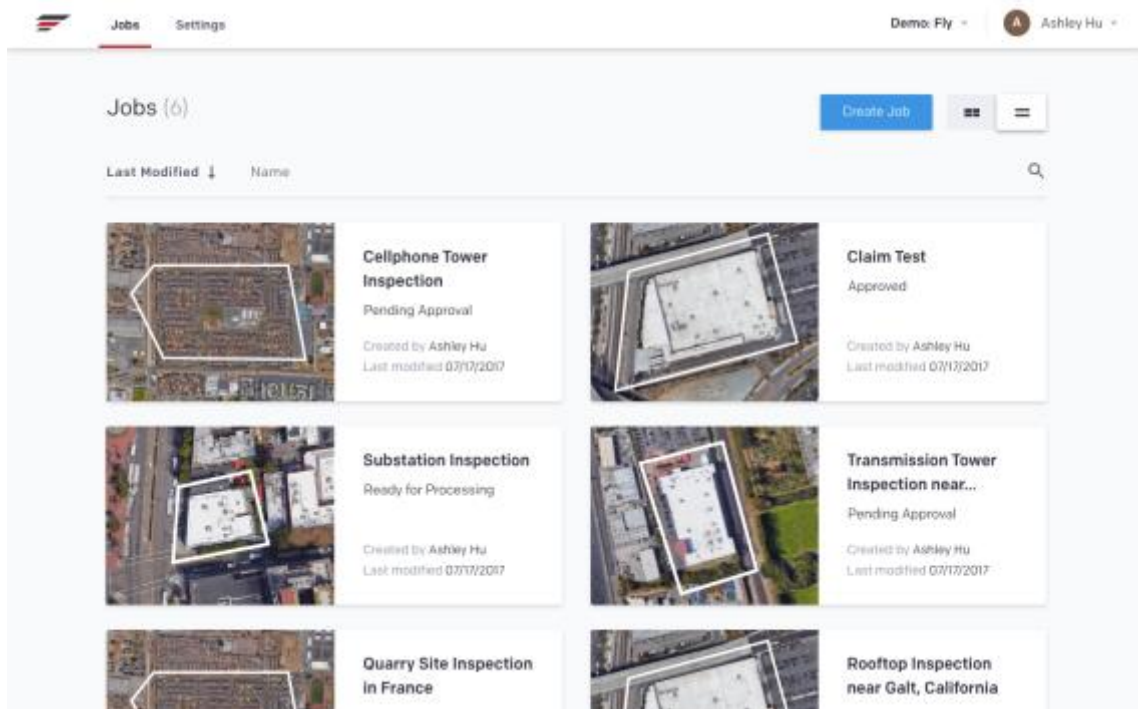 Jobs Settings Demo: Fly A Ashley Hu
Jobs (6) Create Job
Last Modified ↓ Name
Cellphone Tower
Inspection
Pending Approval
Created by Ashley Hu
Last modified 07/17/2017
Claim Test
Approved
Created by Ashley Hu
Last modified 07/17/2017
Substation Inspection
Ready for Processing
Created by Ashley Hu
Last modified 07/17/2017
Transmission Tower
Inspection near...
Pending Approval
Created by Ashley Hu
Last modified 07/17/2017
Quarry Site Inspection
in France
Rooftop Inspection
near Galt, California